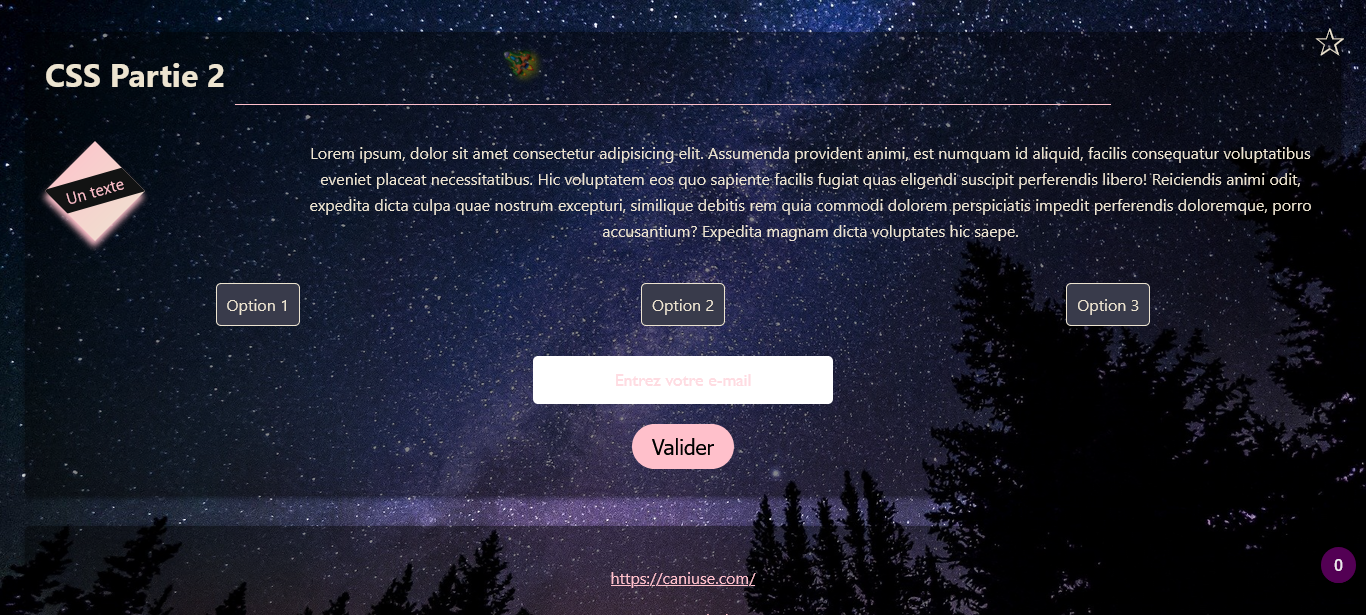 CSS Partie 2
Un texte
Lorem ipsum, dolor sit amet consectetur adipisicing elit. Assumenda provident animi, est numquam id aliquid, facilis consequatur voluptatibus
eveniet placeat necessitatibus. Hic voluptatem eos quo sapiente facilis fugiat quas eligendi suscipit perferendis libero! Reiciendis animi odit,
expedita dicta culpa quae nostrum excepturi, similique debitis rem quia commodi dolorem perspiciatis impedit perferendis doloremque, porro
accusantium? Expedita magnam dicta voluptates hic saepe.
Option 1
Option 2
Option 3
Entrez votre e-mail
Valider
https://caniuse.com/
0